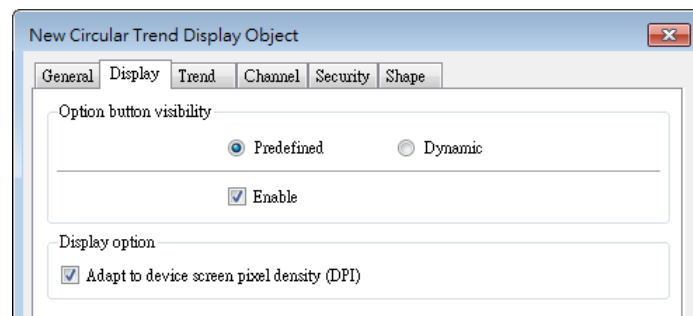 New Circular Trend Display Object
General Display Trend Channel Security Shape
Option button visibility
Predefined Dynamic
Enable
Display option
Adapt to device screen pixel density (DPI)